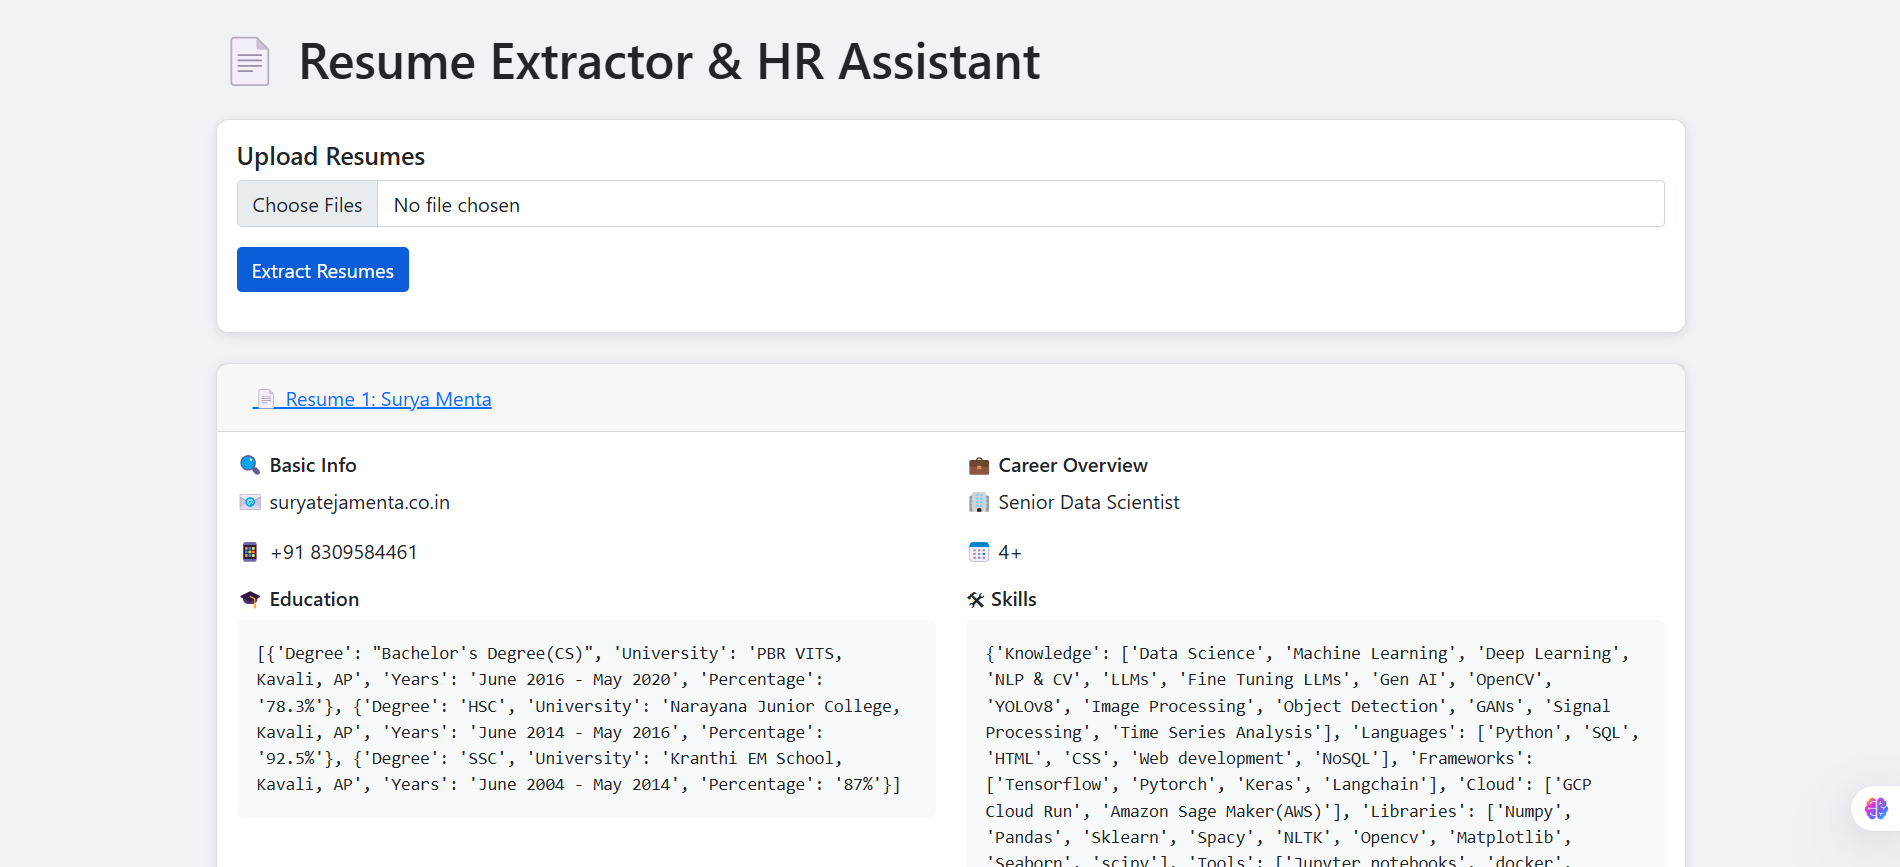 Resume Extractor & HR Assistant
Upload Resumes
Choose Files No file chosen
Extract Resumes
Resume 1: Surya Menta
Basic Info
suryatejamenta.co.in
+91 8309584461
Education
[{'Degree': "Bachelor's Degree(CS)", 'University': 'PBR VITS,
Kavali, AP', 'Years': 'June 2016 - May 2020', 'Percentage':
'78.3%'}, {'Degree': 'HSC', 'University': 'Narayana Junior College,
Kavali, AP', 'Years': 'June 2014 - May 2016', 'Percentage':
'92.5%'}, {'Degree': 'SSC', 'University': 'Kranthi EM School,
Kavali, AP', 'Years': 'June 2004 - May 2014', 'Percentage': '87%'}]
Career Overview
Senior Data Scientist
4+
Skills
{'Knowledge': ['Data Science', 'Machine Learning', 'Deep Learning',
'NLP & CV', 'LLMs', 'Fine Tuning LLMs', 'Gen AI', 'OpenCV',
'YOLOv8', 'Image Processing', 'Object Detection', 'GANs', 'Signal
Processing', 'Time Series Analysis'], 'Languages': ['Python', 'SQL',
'HTML', 'CSS', 'Web development', 'NoSQL'], 'Frameworks':
['Tensorflow', 'Pytorch', 'Keras', 'Langchain'], 'Cloud': ['GCP
Cloud Run', 'Amazon Sage Maker(AWS)'], 'Libraries': ['Numpy',
'Pandas', 'Sklearn', 'Spacy', 'NLTK', 'Opencv', 'Matplotlib',
'Seaborn', 'scipy'], 'Tools': ['Jupyter notebooks', 'docker',